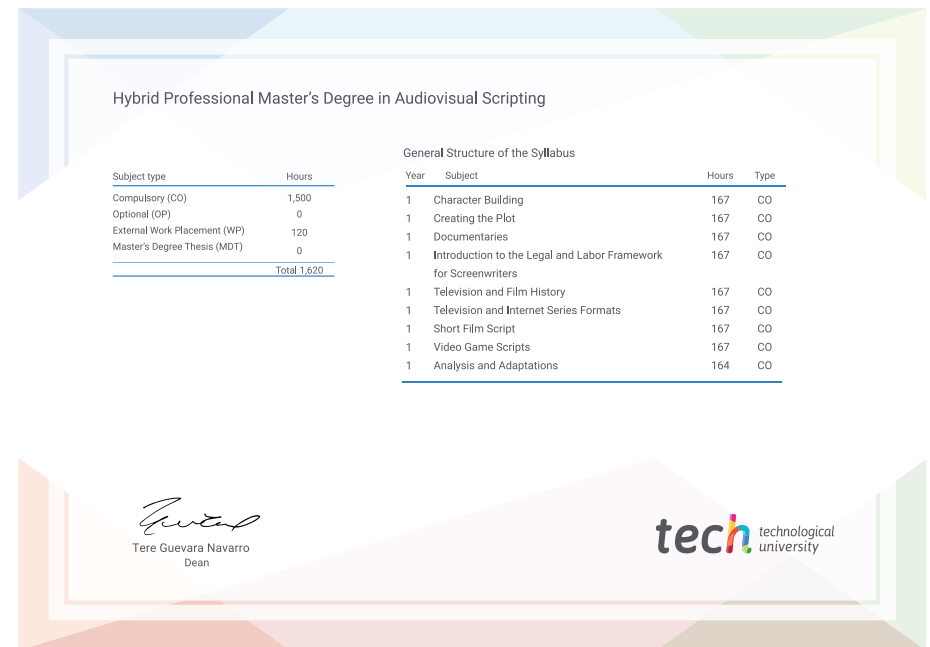 Hybrid Professional Master's Degree in Audiovisual Scripting
Subject type Hours
Compulsory (CO) 1,500
Optional (OP) 0
External Work Placement (WP) 120
Master's Degree Thesis (MDT) 0
Total 1,620
General Structure of the Syllabus
Year Subject Hours Type
1 Character Building 167 CO
1 Creating the Plot 167 CO
1 Documentaries 167 CO
1 Introduction to the Legal and Labor Framework 167 CO
for Screenwriters
1 Television and Film History 167 CO
1 Television and Internet Series Formats 167 CO
1 Short Film Script 167 CO
1 Video Game Scripts 167 CO
1 Analysis and Adaptations 164 CO
Tere Guevara Navarro
Dean
tech technological
university